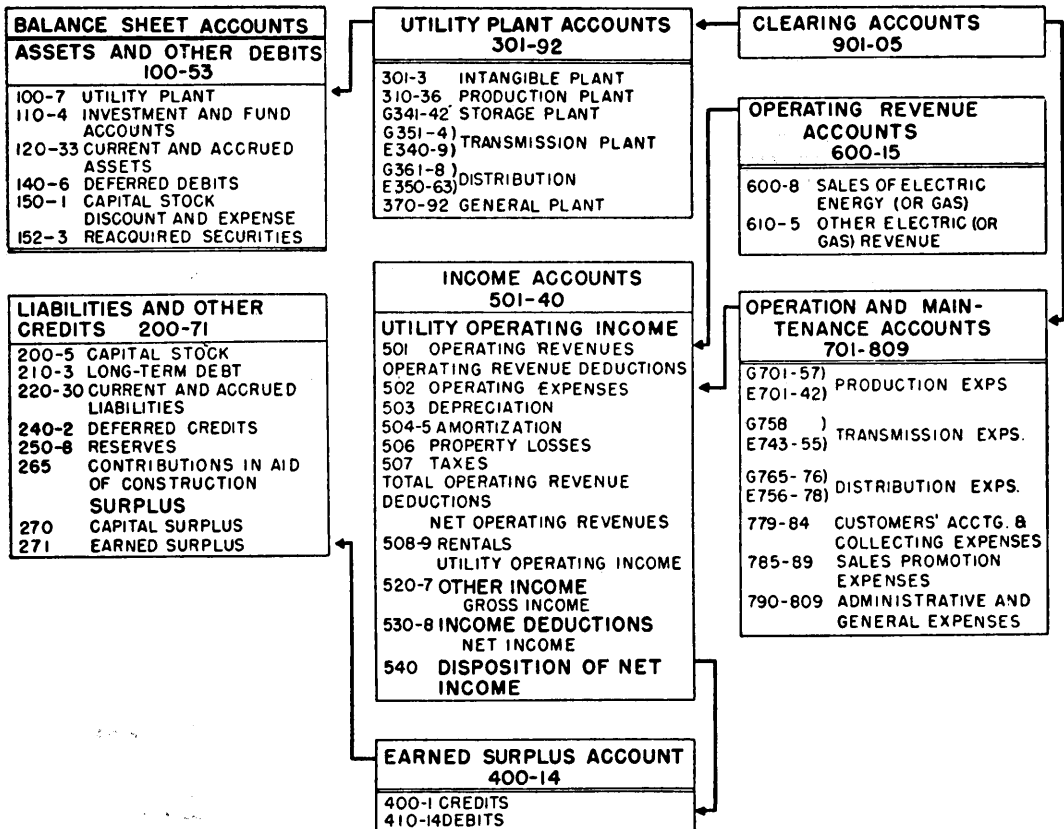 BALANCE SHEET ACCOUNTS
ASSETS AND OTHER DEBITS
100-53
100-7 UTILITY PLANT
110-4 INVESTMENT AND FUND
ACCOUNTS
120-33 CURRENT AND ACCRUED
ASSETS
140-6 DEFERRED DEBITS
150-1 CAPITAL STOCK
DISCOUNT AND EXPENSE
152-3 REACQUIRED SECURITIES
LIABILITIES AND OTHER
CREDITS 200-71
200-5 CAPITAL STOCK
210-3 LONG-TERM DEBT
220-30 CURRENT AND ACCRUED
LIABILITIES
240-2 DEFERRED CREDITS
250-8 RESERVES
265 CONTRIBUTIONS IN AID
OF CONSTRUCTION
SURPLUS
270 CAPITAL SURPLUS
271 EARNED SURPLUS
UTILITY PLANT ACCOUNTS
301-92
301-3 INTANGIBLE PLANT
310-36 PRODUCTION PLANT
G341-42 STORAGE PLANT
G351-4)
E340-9) TRANSMISSION PLANT
G361-8 )
E350-63) DISTRIBUTION
370-92 GENERAL PLANT
INCOME ACCOUNTS
501-40
UTILITY OPERATING INCOME
501 OPERATING REVENUES
OPERATING REVENUE DEDUCTIONS
502 OPERATING EXPENSES
503 DEPRECIATION
504-5 AMORTIZATION
506 PROPERTY LOSSES
507 TAXES
TOTAL OPERATING REVENUE
DEDUCTIONS
NET OPERATING REVENUES
508-9 RENTALS
UTILITY OPERATING INCOME
520-7 OTHER INCOME
GROSS INCOME
530-8 INCOME DEDUCTIONS
NET INCOME
540 DISPOSITION OF NET
INCOME
EARNED SURPLUS ACCOUNT
400-14
400-1 CREDITS
410-14 DEBITS
CLEARING ACCOUNTS
901-05
OPERATING REVENUE
ACCOUNTS
600-15
600-8 SALES OF ELECTRIC
ENERGY (OR GAS)
610-5 OTHER ELECTRIC (OR
GAS) REVENUE
OPERATION AND MAIN-
TENANCE ACCOUNTS
701-809
G701-57)
E701-42) PRODUCTION EXPS
G758 )
E743-55) TRANSMISSION EXPS.
G765-76)
E756-78) DISTRIBUTION EXPS.
779-84 CUSTOMERS' ACCTG. &
COLLECTING EXPENSES
785-89 SALES PROMOTION
EXPENSES
790-809 ADMINISTRATIVE AND
GENERAL EXPENSES